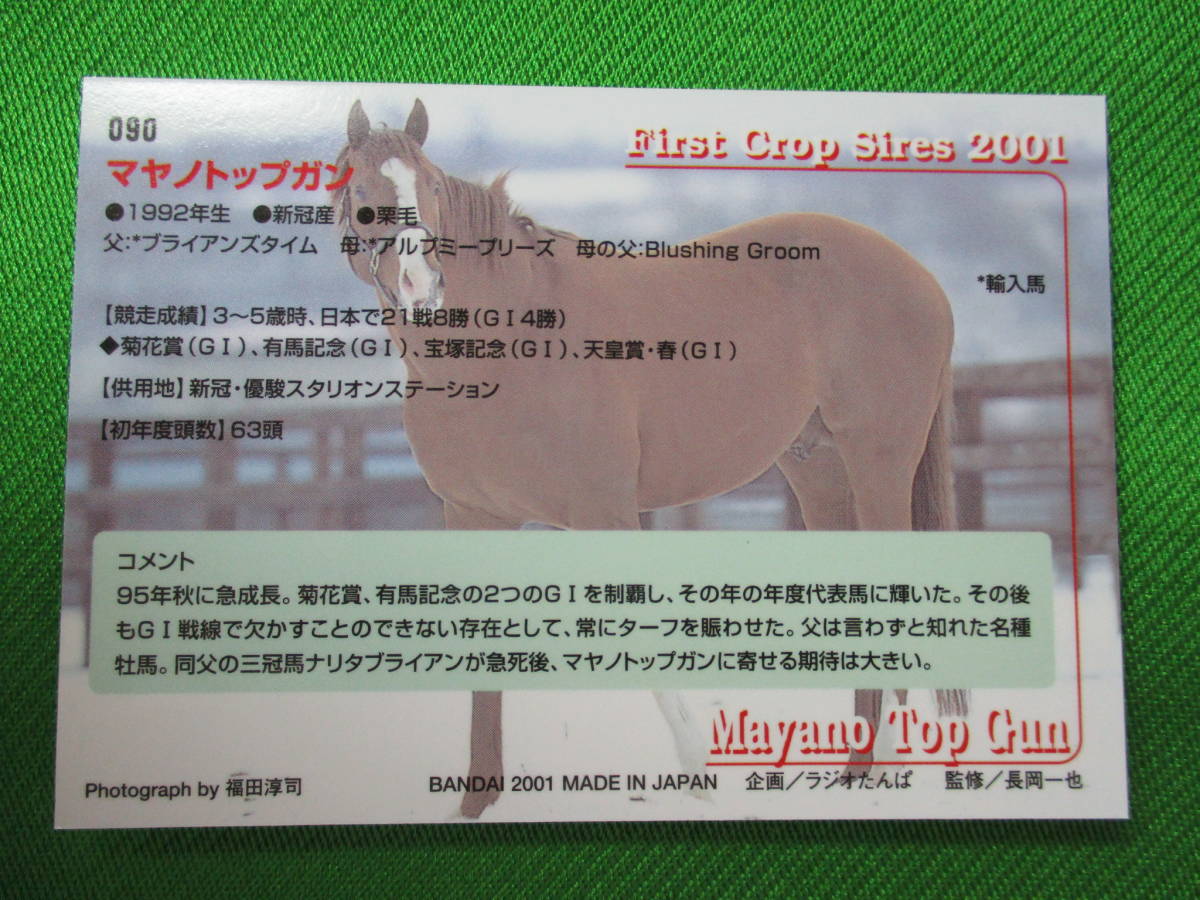 090
First Crop Sires 2001
マヤノトップガン
●1992年生 ●新冠産 ●栗毛
父:*ブライアンズタイム 母:*アルプミープリーズ 母の父:Blushing Groom
*輸入馬
【競走成績】3〜5歳時、日本で21戦8勝(GⅠ4勝)
◆菊花賞(GⅠ)、有馬記念(GⅠ)、宝塚記念(GⅠ)、天皇賞・春(GⅠ)
【供用地】新冠・優駿スタリオンステーション
【初年度頭数】63頭
コメント
95年秋に急成長。菊花賞、有馬記念の2つのGⅠを制覇し、その年の年度代表馬に輝いた。その後
もGⅠ戦線で欠かすことのできない存在として、常にターフを賑わせた。父は言わずと知れた名種
牡馬。同父の三冠馬ナリタブライアンが急死後、マヤノトップガンに寄せる期待は大きい。
Mayano Top Gun
Photograph by 福田淳司 BANDAI 2001 MADE IN JAPAN 企画/ラジオたんぱ 監修/長岡一也